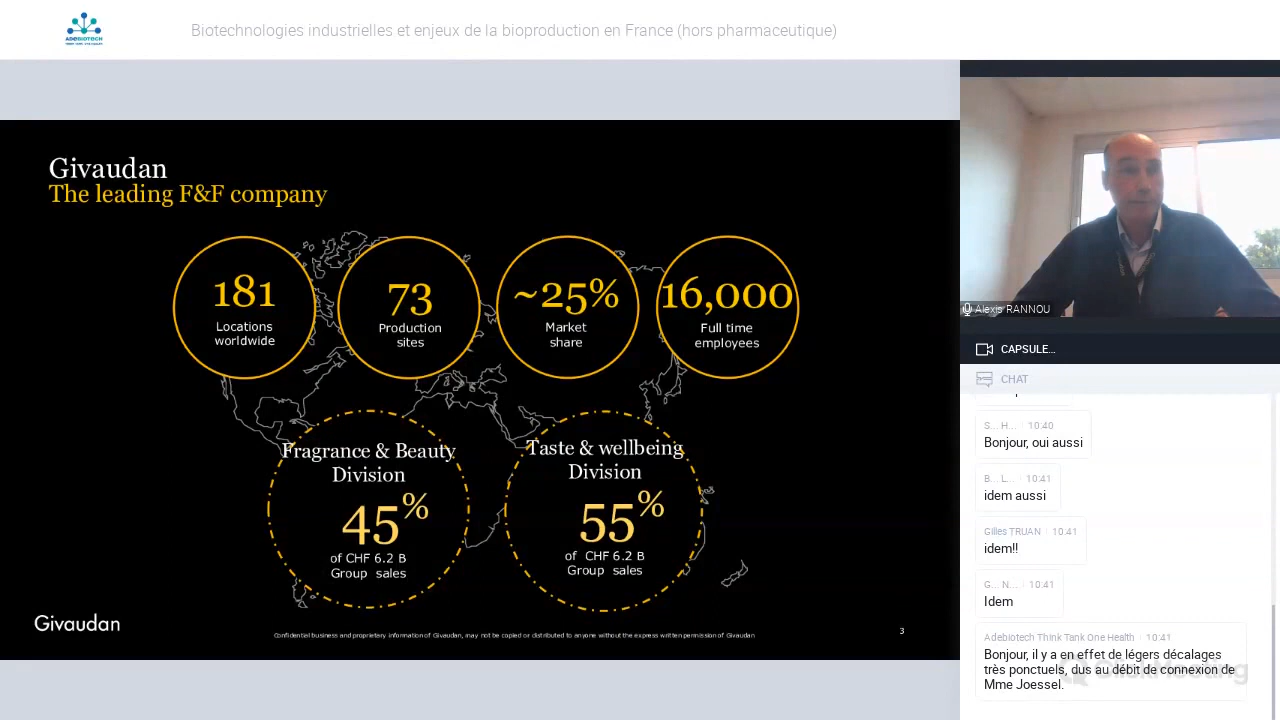 ADEBIOTECH
Biotechnologies industrielles et enjeux de la bioproduction en France (hors pharmaceutique)
Givaudan
The leading F&F company
181
Locations
worldwide
73
Production
sites
~25%
Market
share
16,000
Full time
employees
Fragrance & Beauty
Division
45%
of CHF 6.2 B
Group sales
Taste & wellbeing
Division
55%
of CHF 6.2 B
Group sales
Givaudan
Confidential business and proprietary information of Givaudan, may not be copied or distributed to anyone without the express written permission of Givaudan
3
Alexis RANNOU
CAPSULE...
CHAT
S... H... 10:40
Bonjour, oui aussi
B... L... 10:41
idem aussi
Gilles TRUAN 10:41
idem!!
G... N... 10:41
Idem
Adebiotech Think Tank One Health 10:41
Bonjour, il y a en effet de légers décalages
très ponctuels, dus au débit de connexion de
Mme Joessel.
ClickMeeting